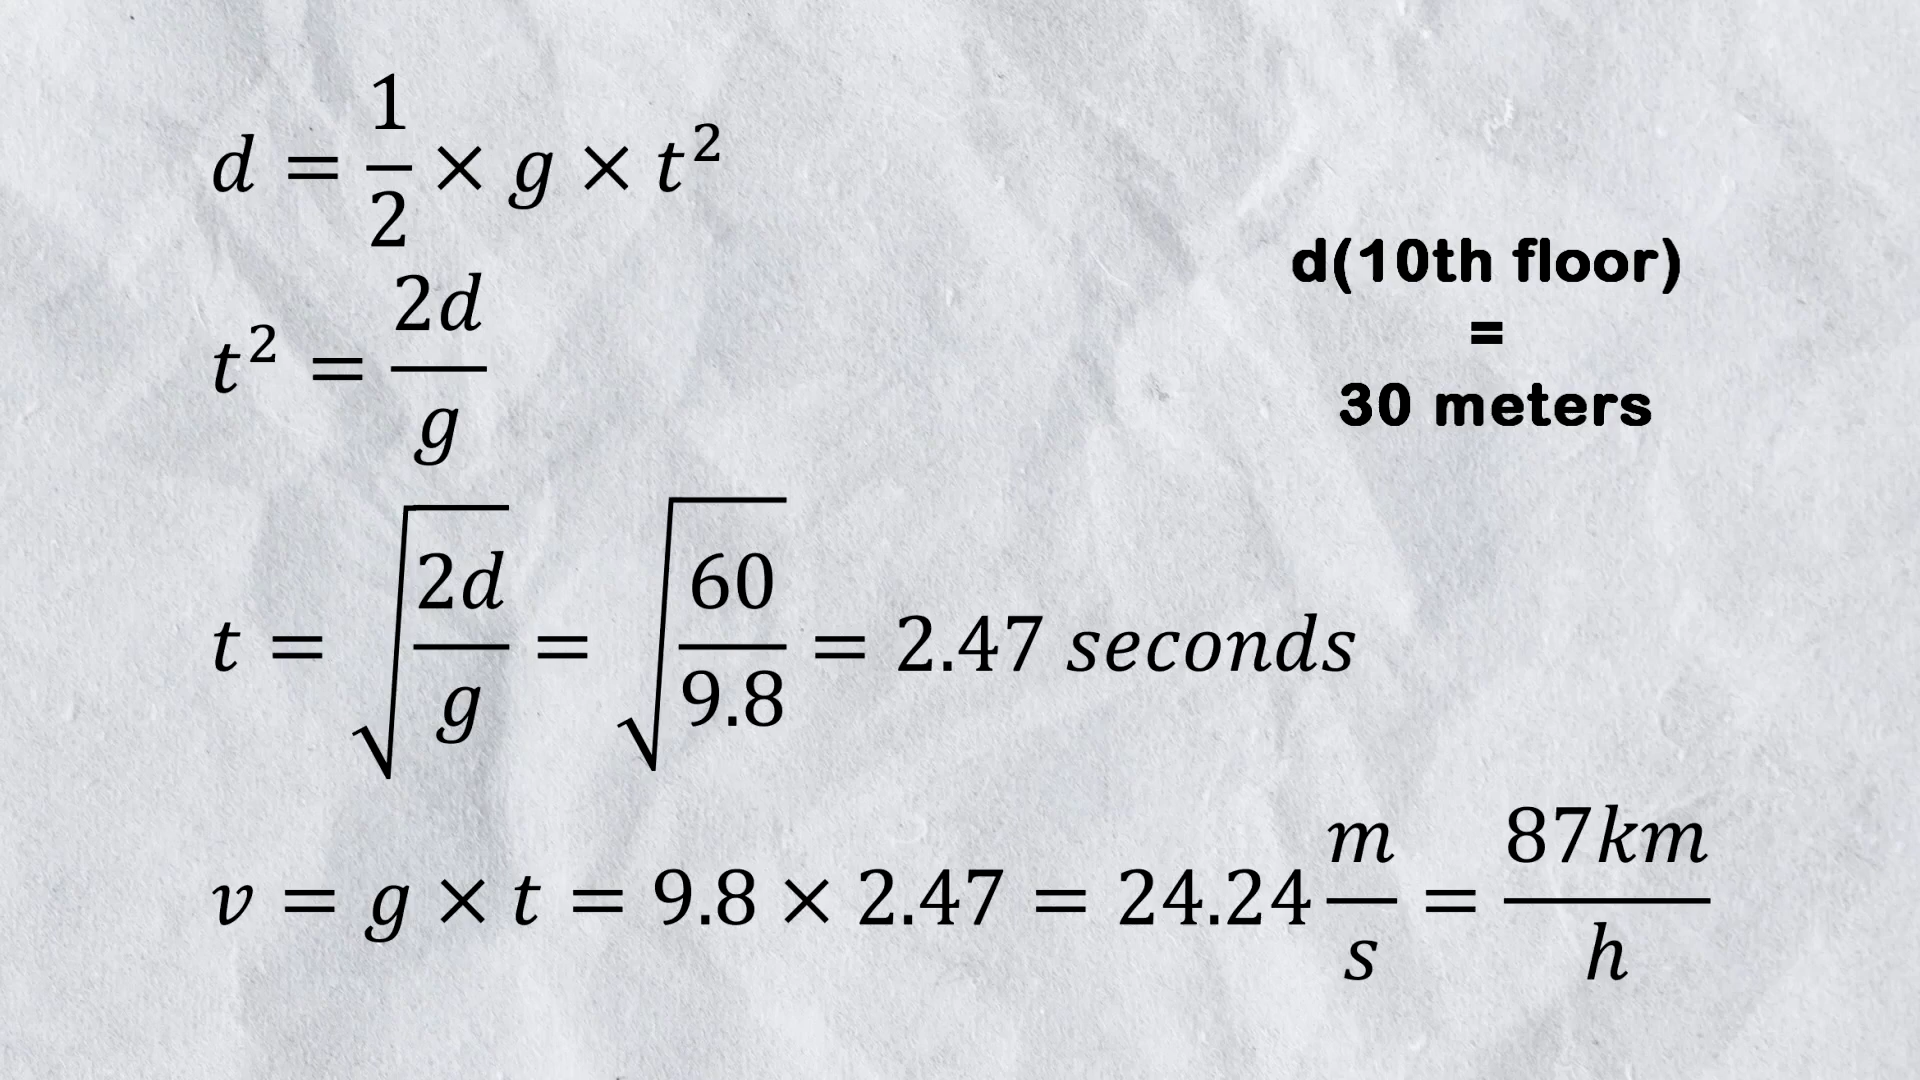 d = 1/2 × g × t²
d(10th floor)
=
30 meters
t² = 2d/g
t = √(2d/g) = √(60/9.8) = 2.47 seconds
v = g × t = 9.8 × 2.47 = 24.24 m/s = 87km/h